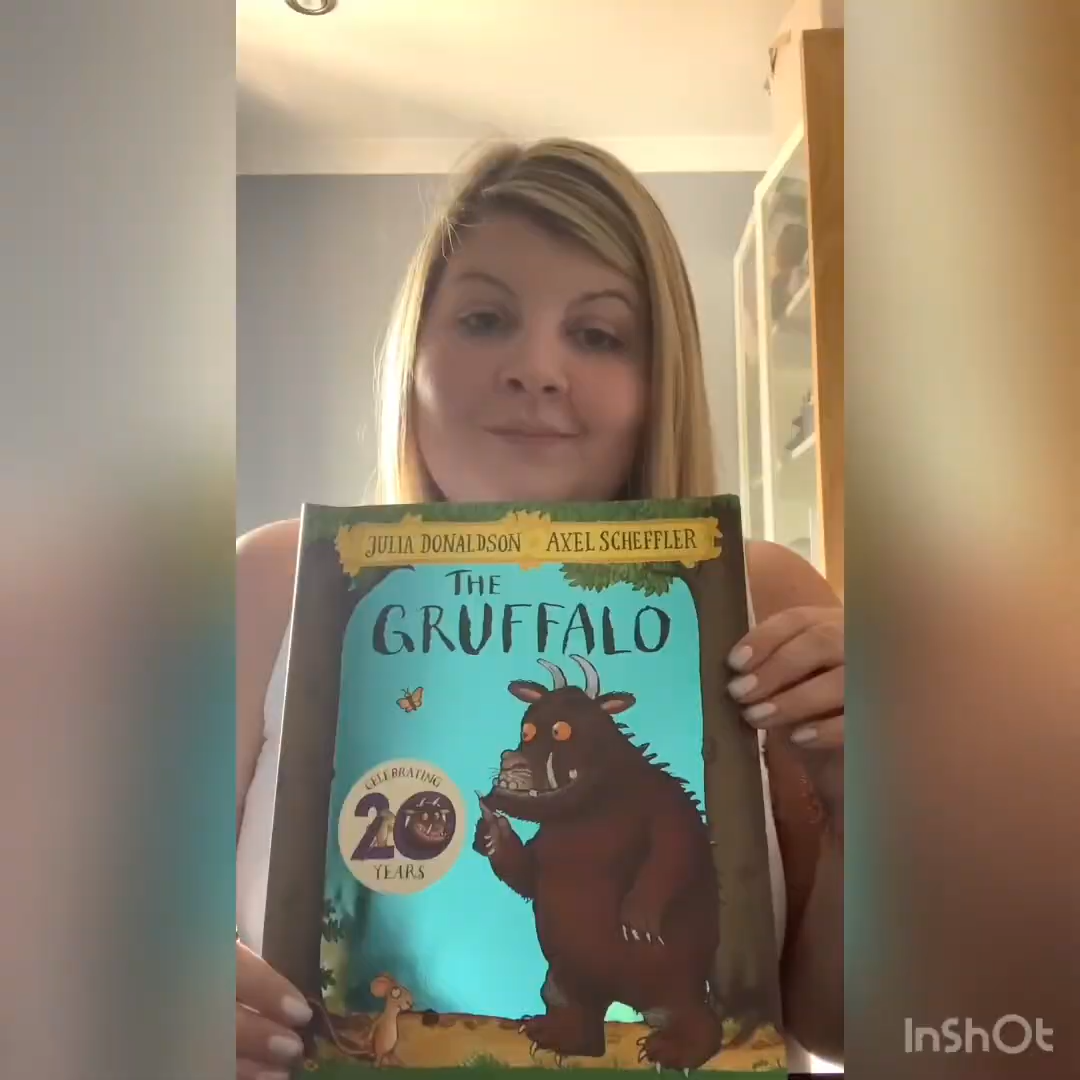 JULIA DONALDSON AXEL SCHEFFLER
THE
GRUFFALO
CELEBRATING
20
YEARS
InShOt